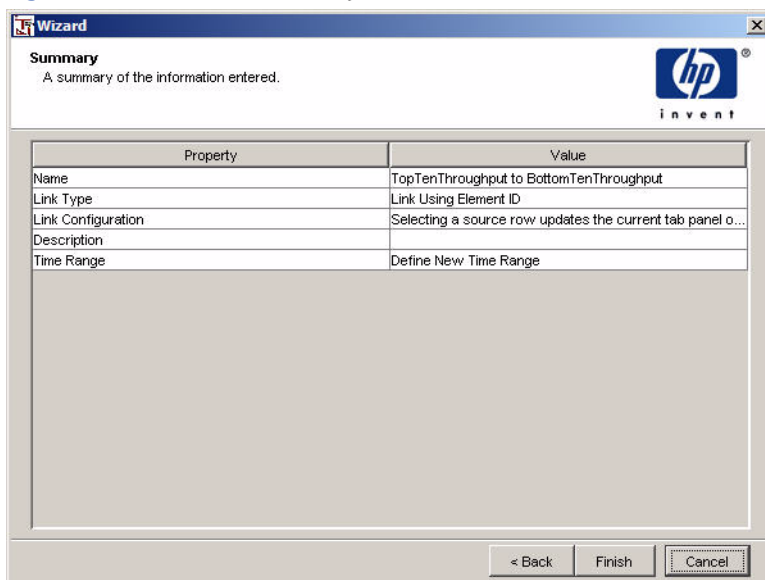 Wizard
Summary
A summary of the information entered.
hp
®
invent
Property Value
Name TopTenThroughput to BottomTenThroughput
Link Type Link Using Element ID
Link Configuration Selecting a source row updates the current tab panel o...
Description
Time Range Define New Time Range
< Back Finish Cancel